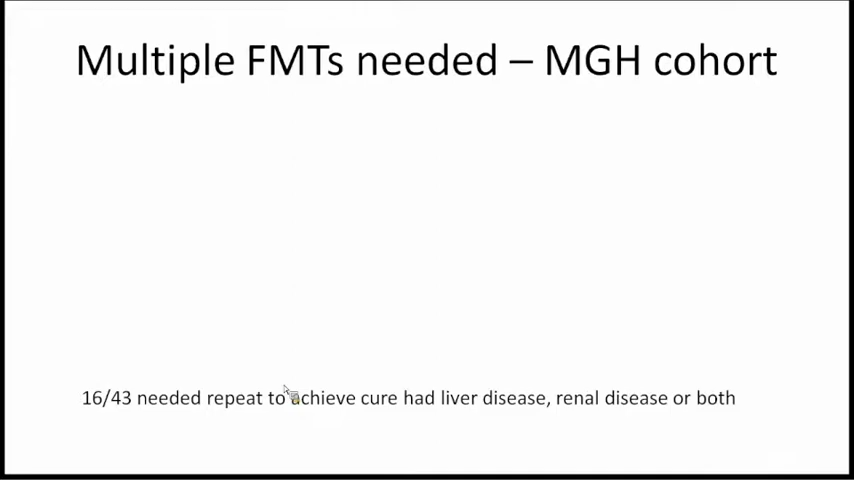 Multiple FMTs needed – MGH cohort
16/43 needed repeat to achieve cure had liver disease, renal disease or both